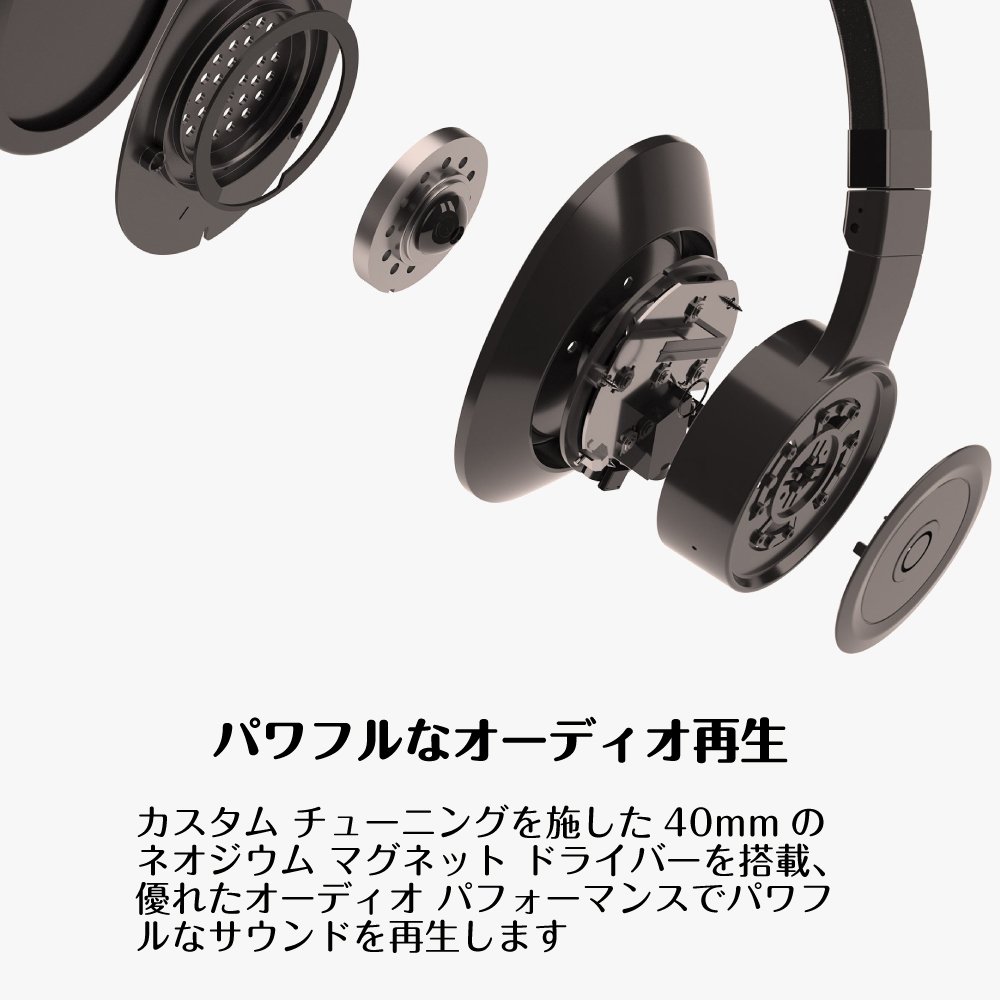 パワフルなオーディオ再生
カスタム チューニングを施した 40mm の
ネオジウム マグネット ドライバーを搭載、
優れたオーディオ パフォーマンスでパワフ
ルなサウンドを再生します